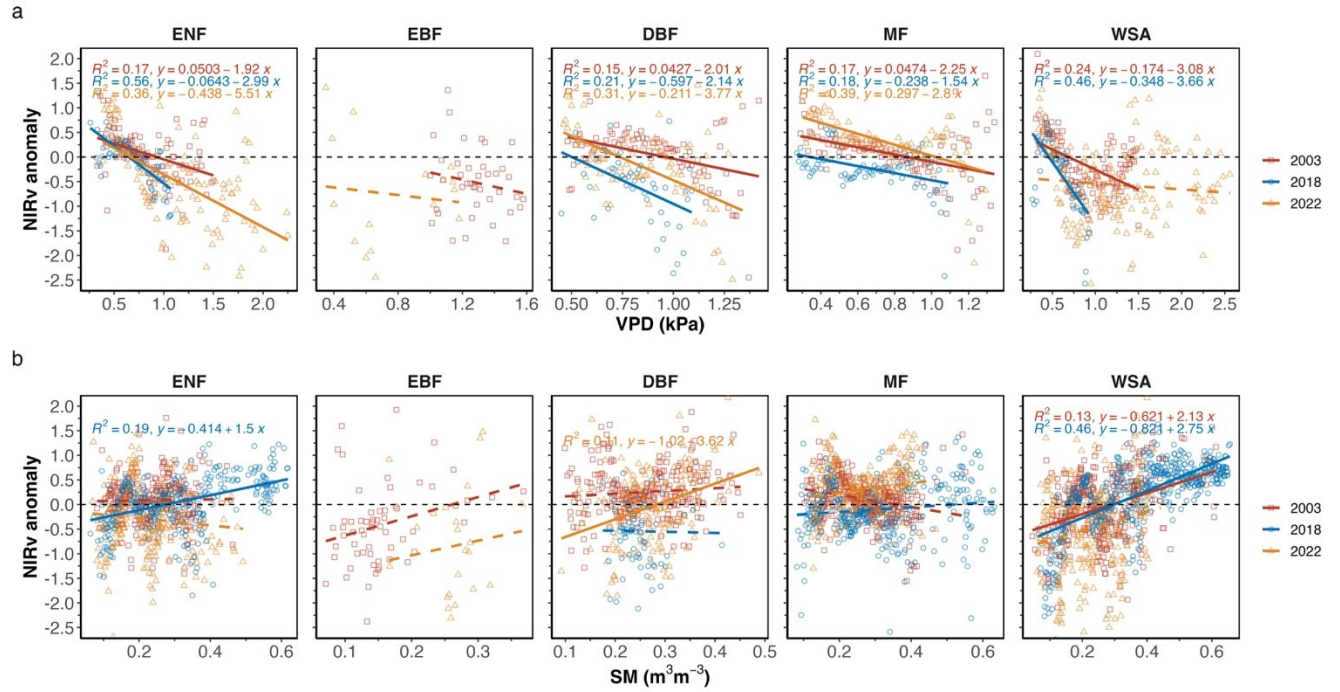 a
ENF
EBF
DBF
MF
WSA
R² = 0.17, y = 0.0503 − 1.92 x
R² = 0.56, y = −0.0643 − 2.99 x
R² = 0.36, y = −0.438 − 5.51 x
R² = 0.15, y = 0.0427 − 2.01 x
R² = 0.21, y = −0.597 − 2.14 x
R² = 0.31, y = −0.211 − 3.77 x
R² = 0.17, y = 0.0474 − 2.25 x
R² = 0.18, y = −0.238 − 1.54 x
R² = 0.39, y = 0.297 − 2.8 x
R² = 0.24, y = −0.174 − 3.08 x
R² = 0.46, y = −0.348 − 3.66 x
NIRv anomaly
2.0
1.5
1.0
0.5
0.0
-0.5
-1.0
-1.5
-2.0
-2.5
0.5 1.0 1.5 2.0
0.4 0.8 1.2 1.6
0.50 0.75 1.00 1.25
0.4 0.6 0.8 1.0 1.2
0.5 1.0 1.5 2.0 2.5
VPD (kPa)
2003
2018
2022
b
ENF
EBF
DBF
MF
WSA
R² = 0.19, y = −0.414 + 1.5 x
R² = 0.11, y = −1.02 + 3.62 x
R² = 0.13, y = −0.621 + 2.13 x
R² = 0.46, y = −0.821 + 2.75 x
NIRv anomaly
2.0
1.5
1.0
0.5
0.0
-0.5
-1.0
-1.5
-2.0
-2.5
0.2 0.4 0.6
0.1 0.2 0.3
0.1 0.2 0.3 0.4 0.5
0.2 0.4 0.6
0.2 0.4 0.6
SM (m³m⁻³)
2003
2018
2022